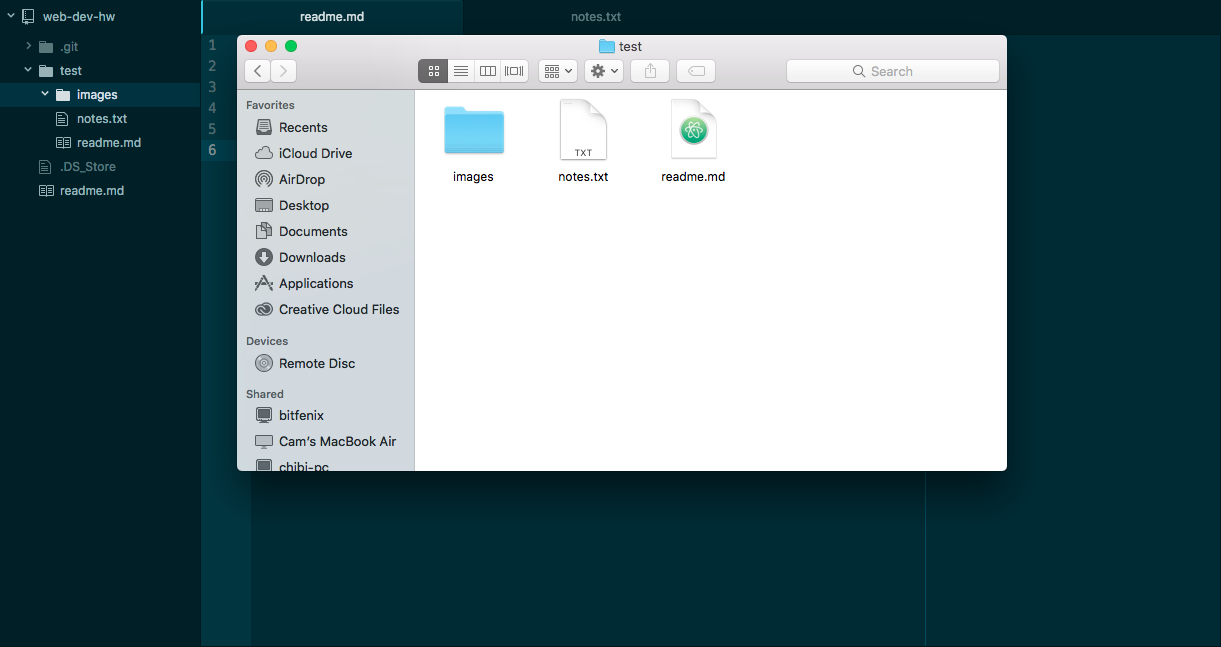 web-dev-hw
.git
test
images
notes.txt
readme.md
.DS_Store
readme.md
readme.md
notes.txt
1
2
3
4
5
6
test
Search
Favorites
Recents
iCloud Drive
AirDrop
Desktop
Documents
Downloads
Applications
Creative Cloud Files
Devices
Remote Disc
Shared
bitfenix
Cam's MacBook Air
chibi-pc
TXT
images
notes.txt
readme.md